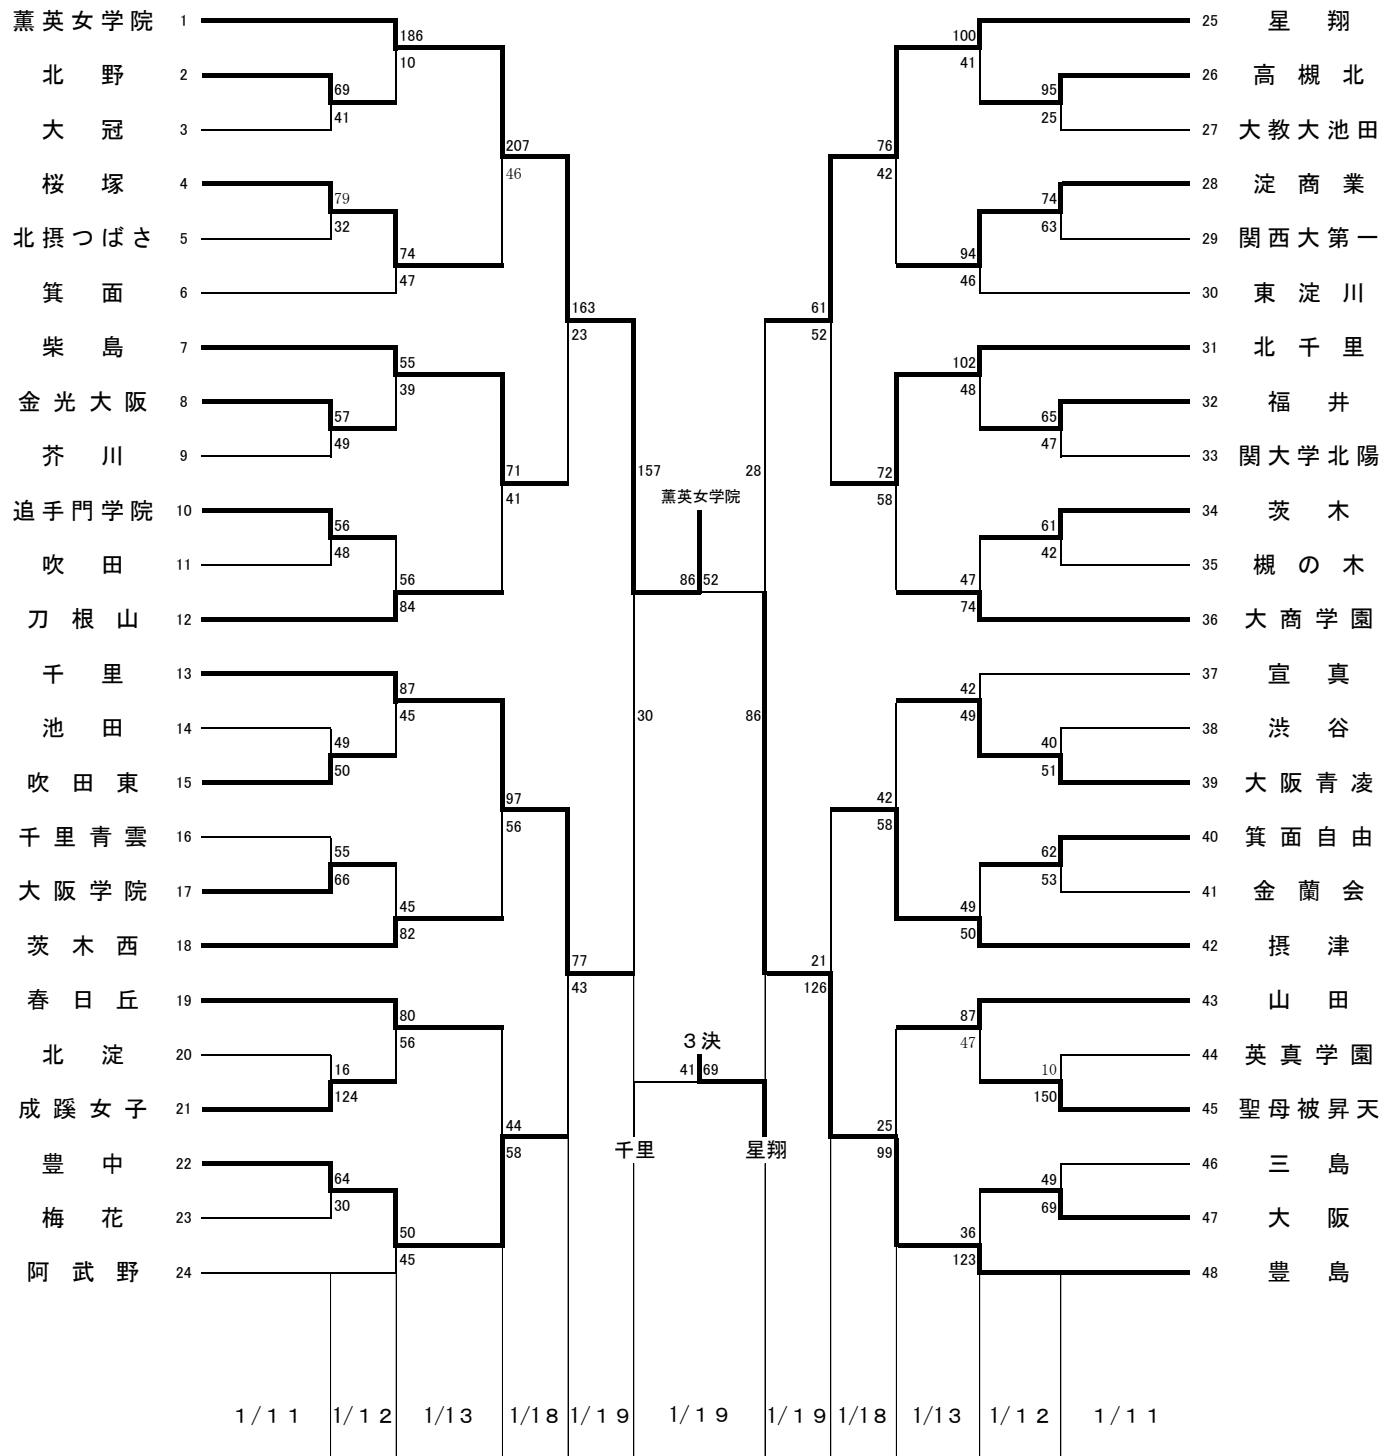 薫英女学院 1
北野 2
大冠 3
桜塚 4
北摂つばさ 5
箕面 6
柴島 7
金光大阪 8
芥川 9
追手門学院 10
吹田 11
刀根山 12
千里 13
池田 14
吹田東 15
千里青雲 16
大阪学院 17
茨木西 18
春日丘 19
北淀 20
成蹊女子 21
豊中 22
梅花 23
阿武野 24
69
41
79
32
57
49
56
48
49
50
55
66
16
124
64
30
186
10
74
47
55
39
56
84
87
45
45
82
80
56
50
45
207
46
71
41
97
56
44
58
163
23
77
43
157
30
薫英女学院
86 52
3決
41 69
千里 星翔
28
86
61
52
21
126
76
42
72
58
42
58
25
99
100
41
94
46
102
48
47
74
42
49
49
50
87
47
36
123
95
25
74
63
65
47
61
42
40
51
62
53
10
150
49
69
25 星翔
26 高槻北
27 大教大池田
28 淀商業
29 関西大第一
30 東淀川
31 北千里
32 福井
33 関大学北陽
34 茨木
35 槻の木
36 大商学園
37 宣真
38 渋谷
39 大阪青凌
40 箕面自由
41 金蘭会
42 摂津
43 山田
44 英真学園
45 聖母被昇天
46 三島
47 大阪
48 豊島
1/11 1/12 1/13 1/18 1/19 1/19 1/19 1/18 1/13 1/12 1/11